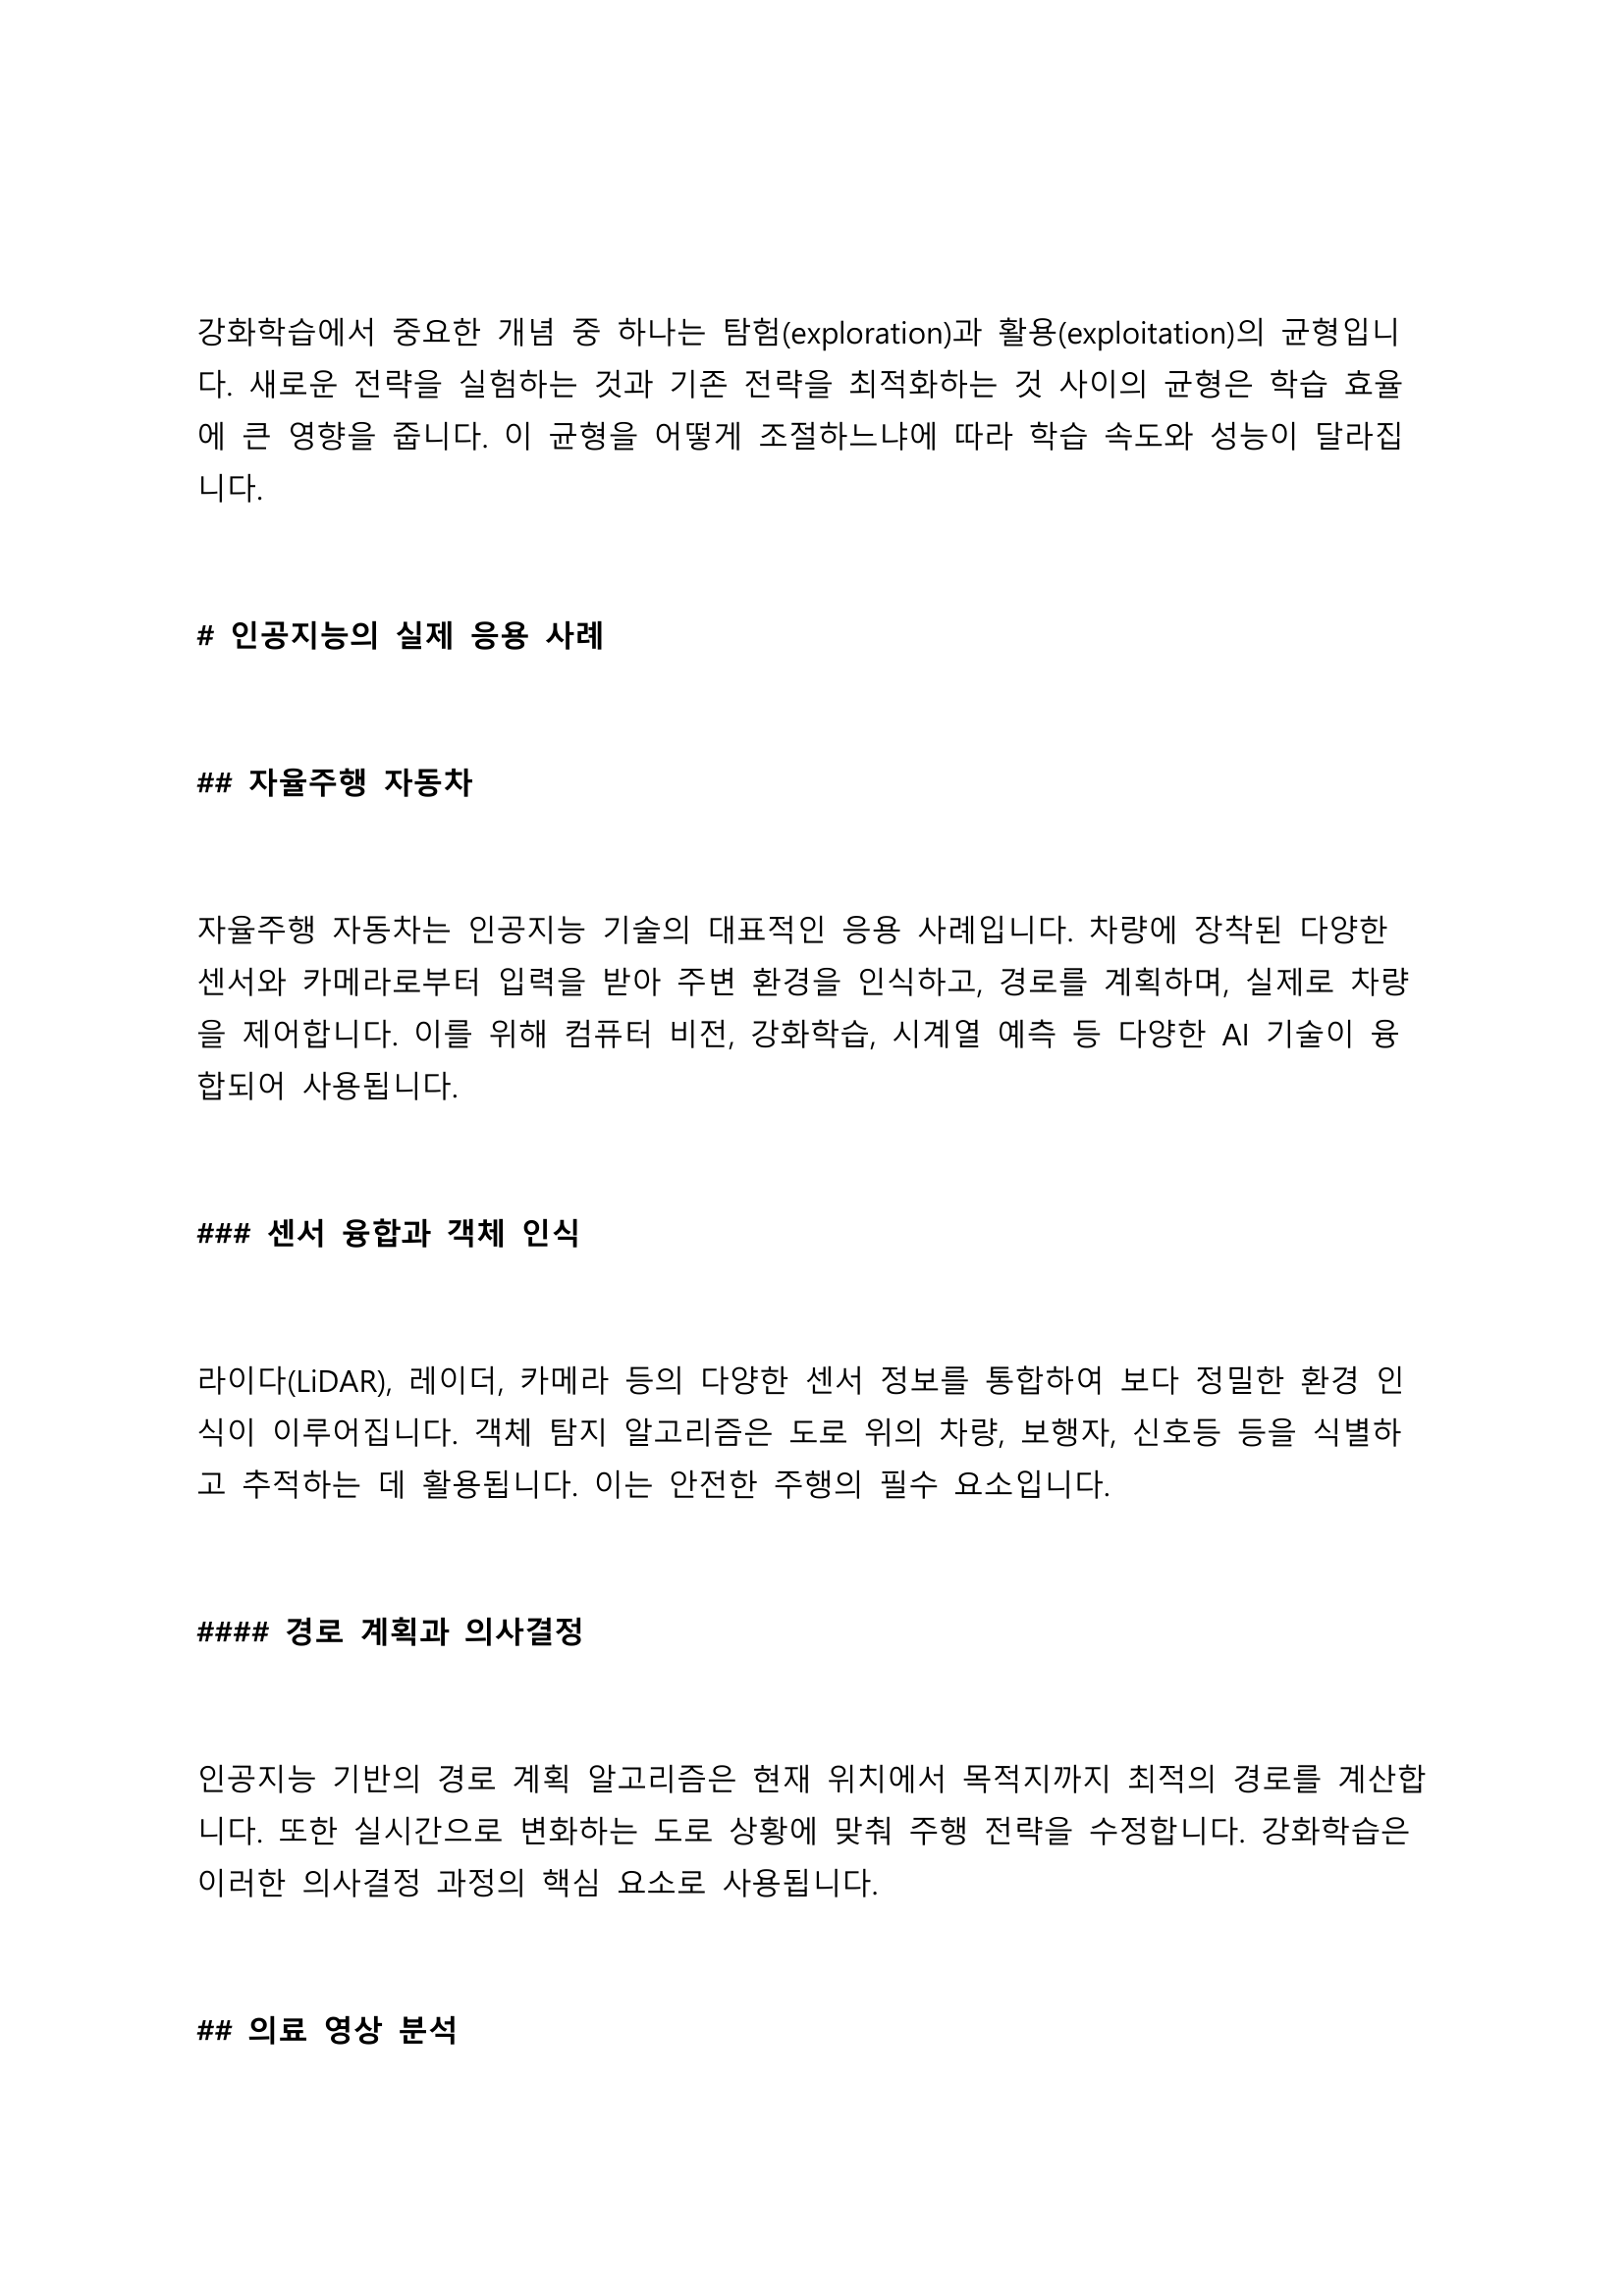 강화학습에서 중요한 개념 중 하나는 탐험(exploration)과 활용(exploitation)의 균형입니
다. 새로운 전략을 실험하는 것과 기존 전략을 최적화하는 것 사이의 균형은 학습 효율
에 큰 영향을 줍니다. 이 균형을 어떻게 조절하느냐에 따라 학습 속도와 성능이 달라집
니다.
# 인공지능의 실제 응용 사례
## 자율주행 자동차
자율주행 자동차는 인공지능 기술의 대표적인 응용 사례입니다. 차량에 장착된 다양한
센서와 카메라로부터 입력을 받아 주변 환경을 인식하고, 경로를 계획하며, 실제로 차량
을 제어합니다. 이를 위해 컴퓨터 비전, 강화학습, 시계열 예측 등 다양한 AI 기술이 융
합되어 사용됩니다.
### 센서 융합과 객체 인식
라이다(LiDAR), 레이더, 카메라 등의 다양한 센서 정보를 통합하여 보다 정밀한 환경 인
식이 이루어집니다. 객체 탐지 알고리즘은 도로 위의 차량, 보행자, 신호등 등을 식별하
고 추적하는 데 활용됩니다. 이는 안전한 주행의 필수 요소입니다.
#### 경로 계획과 의사결정
인공지능 기반의 경로 계획 알고리즘은 현재 위치에서 목적지까지 최적의 경로를 계산합
니다. 또한 실시간으로 변화하는 도로 상황에 맞춰 주행 전략을 수정합니다. 강화학습은
이러한 의사결정 과정의 핵심 요소로 사용됩니다.
## 의료 영상 분석